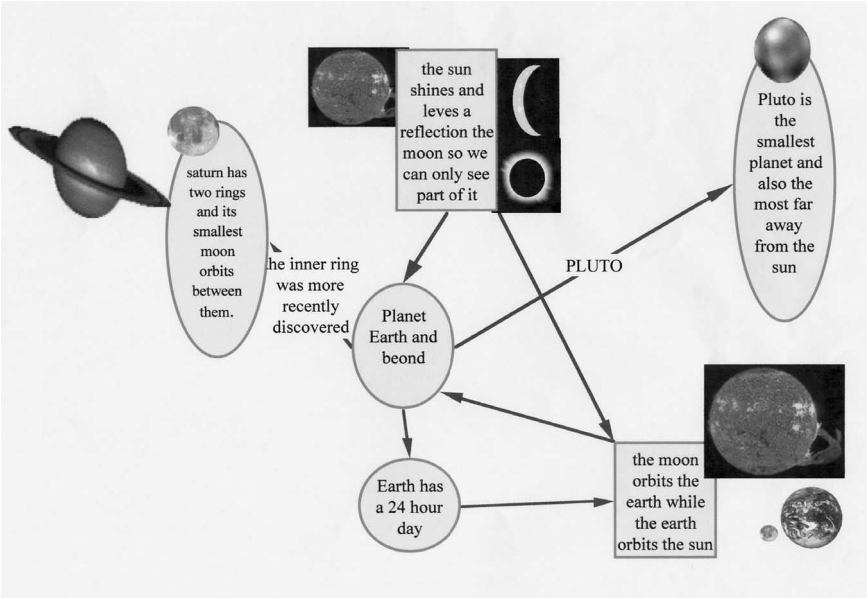 the sun
shines and
leves a
reflection the
moon so we
can only see
part of it
Pluto is
the
smallest
planet and
also the
most far
away
from the
sun
saturn has
two rings
and its
smallest
moon
orbits
between
them.
the inner ring
was more
recently
discovered
PLUTO
Planet
Earth and
beond
Earth has
a 24 hour
day
the moon
orbits the
earth while
the earth
orbits the sun